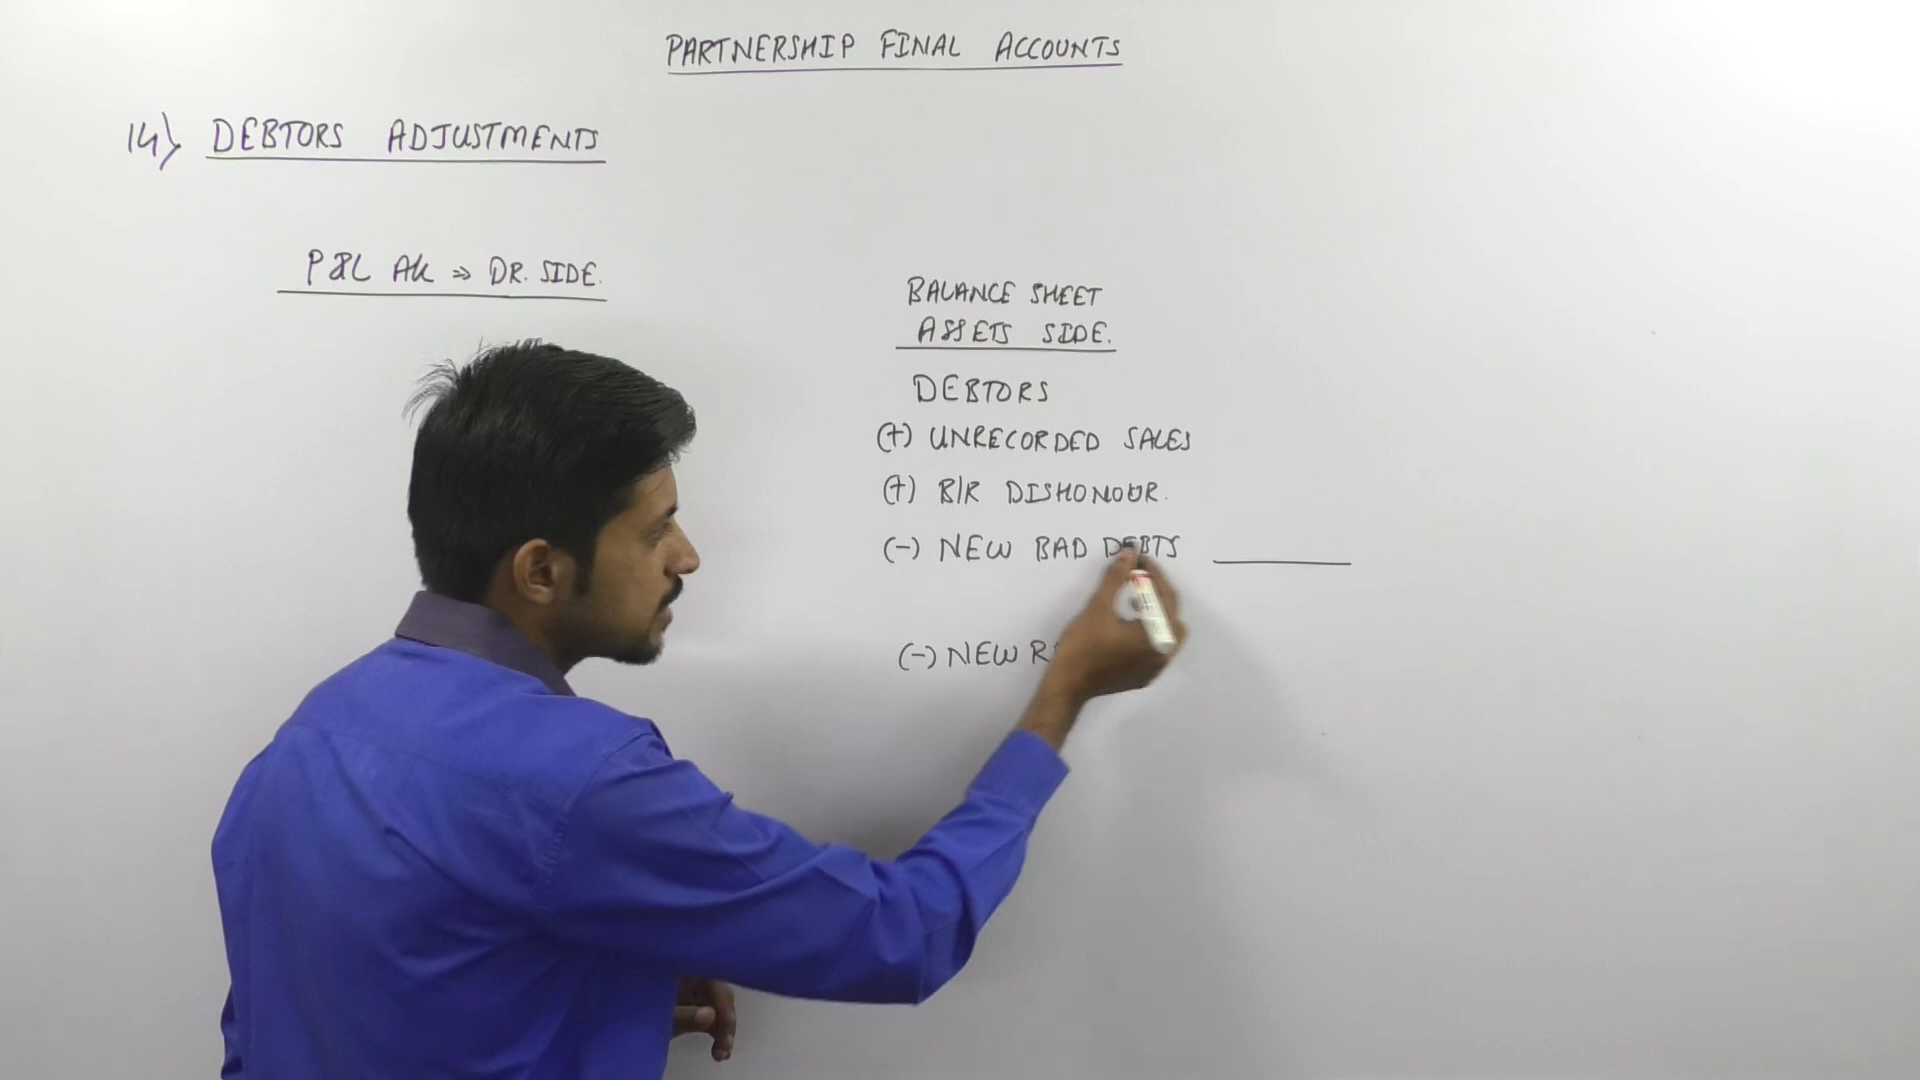 PARTNERSHIP FINAL ACCOUNTS
14) DEBTORS ADJUSTMENTS
P&L A/c ⇒ DR. SIDE.
BALANCE SHEET
ASSETS SIDE.
DEBTORS
(+) UNRECORDED SALES
(+) B/R DISHONOUR.
(-) NEW BAD DEBTS
(-) NEW